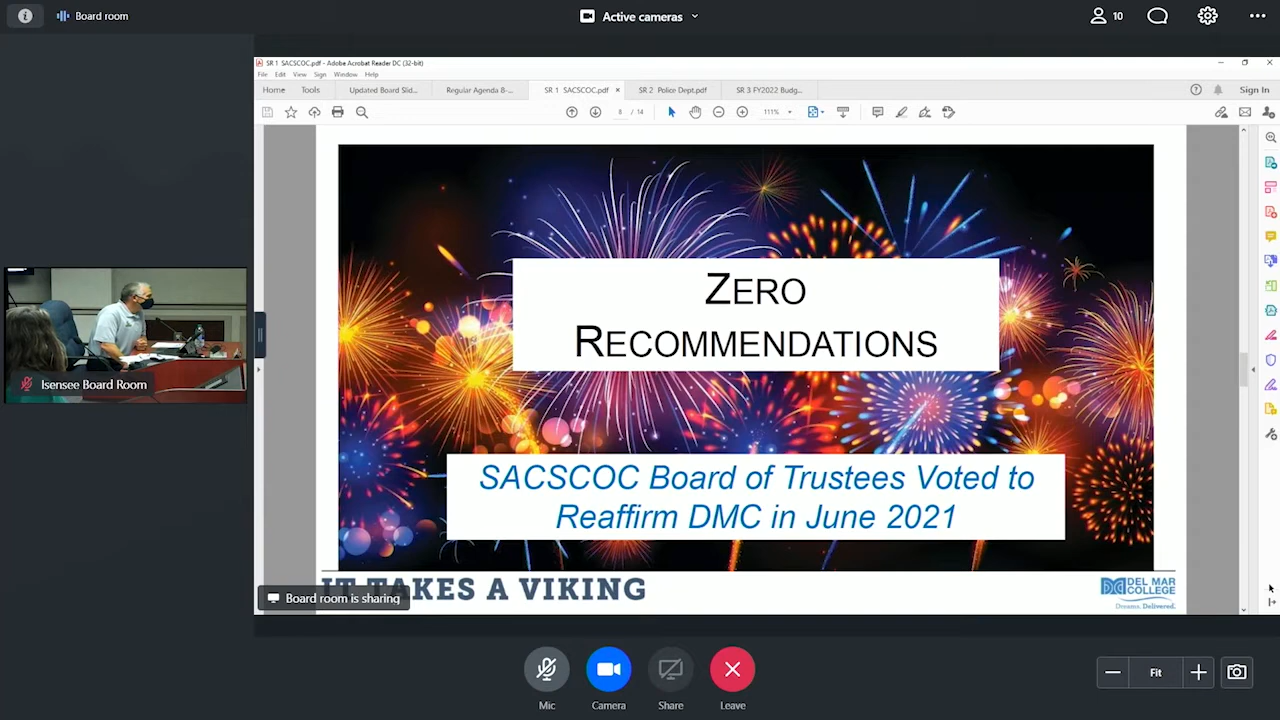 Board room
Active cameras
10
SR 1 SACSCOC.pdf - Adobe Acrobat Reader DC (32-bit)
File Edit View Sign Window Help
Home Tools Updated Board Slid... Regular Agenda 8-... SR 1 SACSCOC.pdf SR 2 Police Dept.pdf SR 3 FY2022 Budg... Sign In
8 / 14 111%
ZERO
RECOMMENDATIONS
SACSCOC Board of Trustees Voted to
Reaffirm DMC in June 2021
Isensee Board Room
IT TAKES A VIKING
DEL MAR
COLLEGE
Dreams. Delivered.
Board room is sharing
Mic Camera Share Leave
Fit